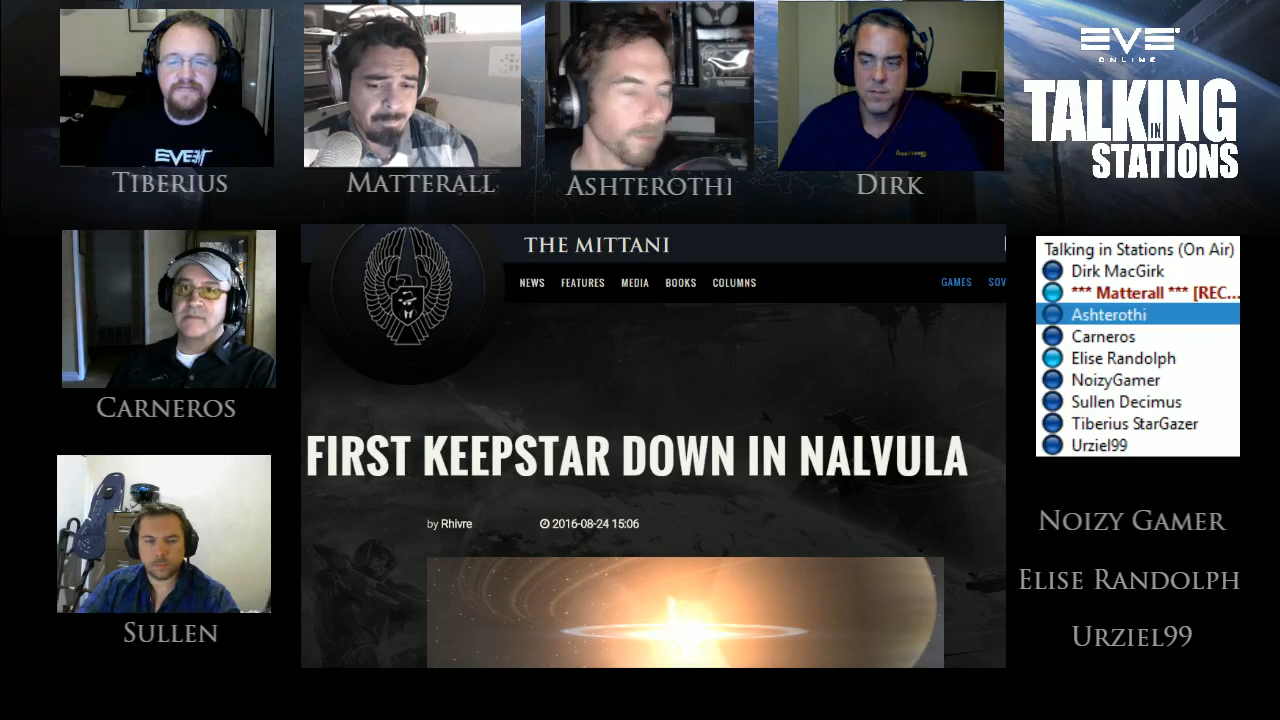 EVE
ONLINE
TALKING
IN
STATIONS
EVE
TIBERIUS
MATTERALL
ASHTEROTHI
DIRK
THE MITTANI
NEWS FEATURES MEDIA BOOKS COLUMNS GAMES SOV
FIRST KEEPSTAR DOWN IN NALVULA
by Rhivre 2016-08-24 15:06
CARNEROS
SULLEN
Talking in Stations (On Air)
Dirk MacGirk
*** Matterall *** [REC...
Ashterothi
Carneros
Elise Randolph
NoizyGamer
Sullen Decimus
Tiberius StarGazer
Urziel99
NOIZY GAMER
ELISE RANDOLPH
URZIEL99